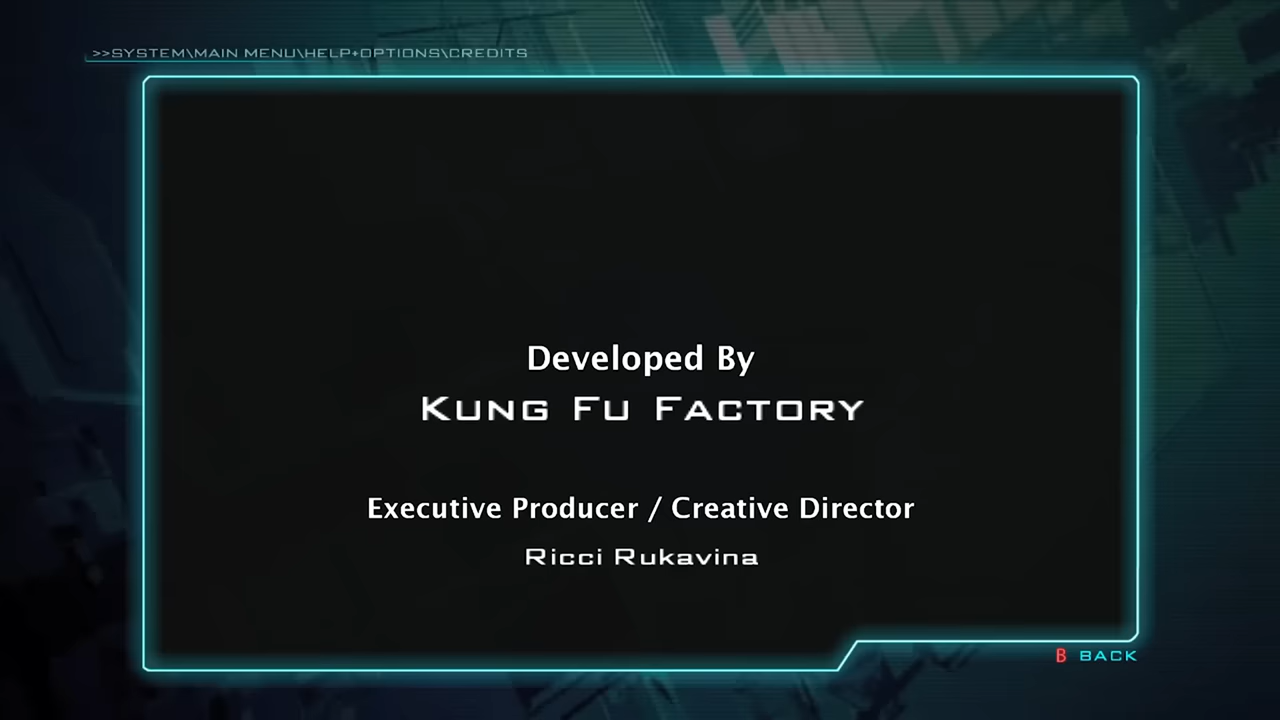 >>SYSTEM\MAIN MENU\HELP+OPTIONS\CREDITS
Developed By
Kung Fu Factory
Executive Producer / Creative Director
Ricci Rukavina
B BACK